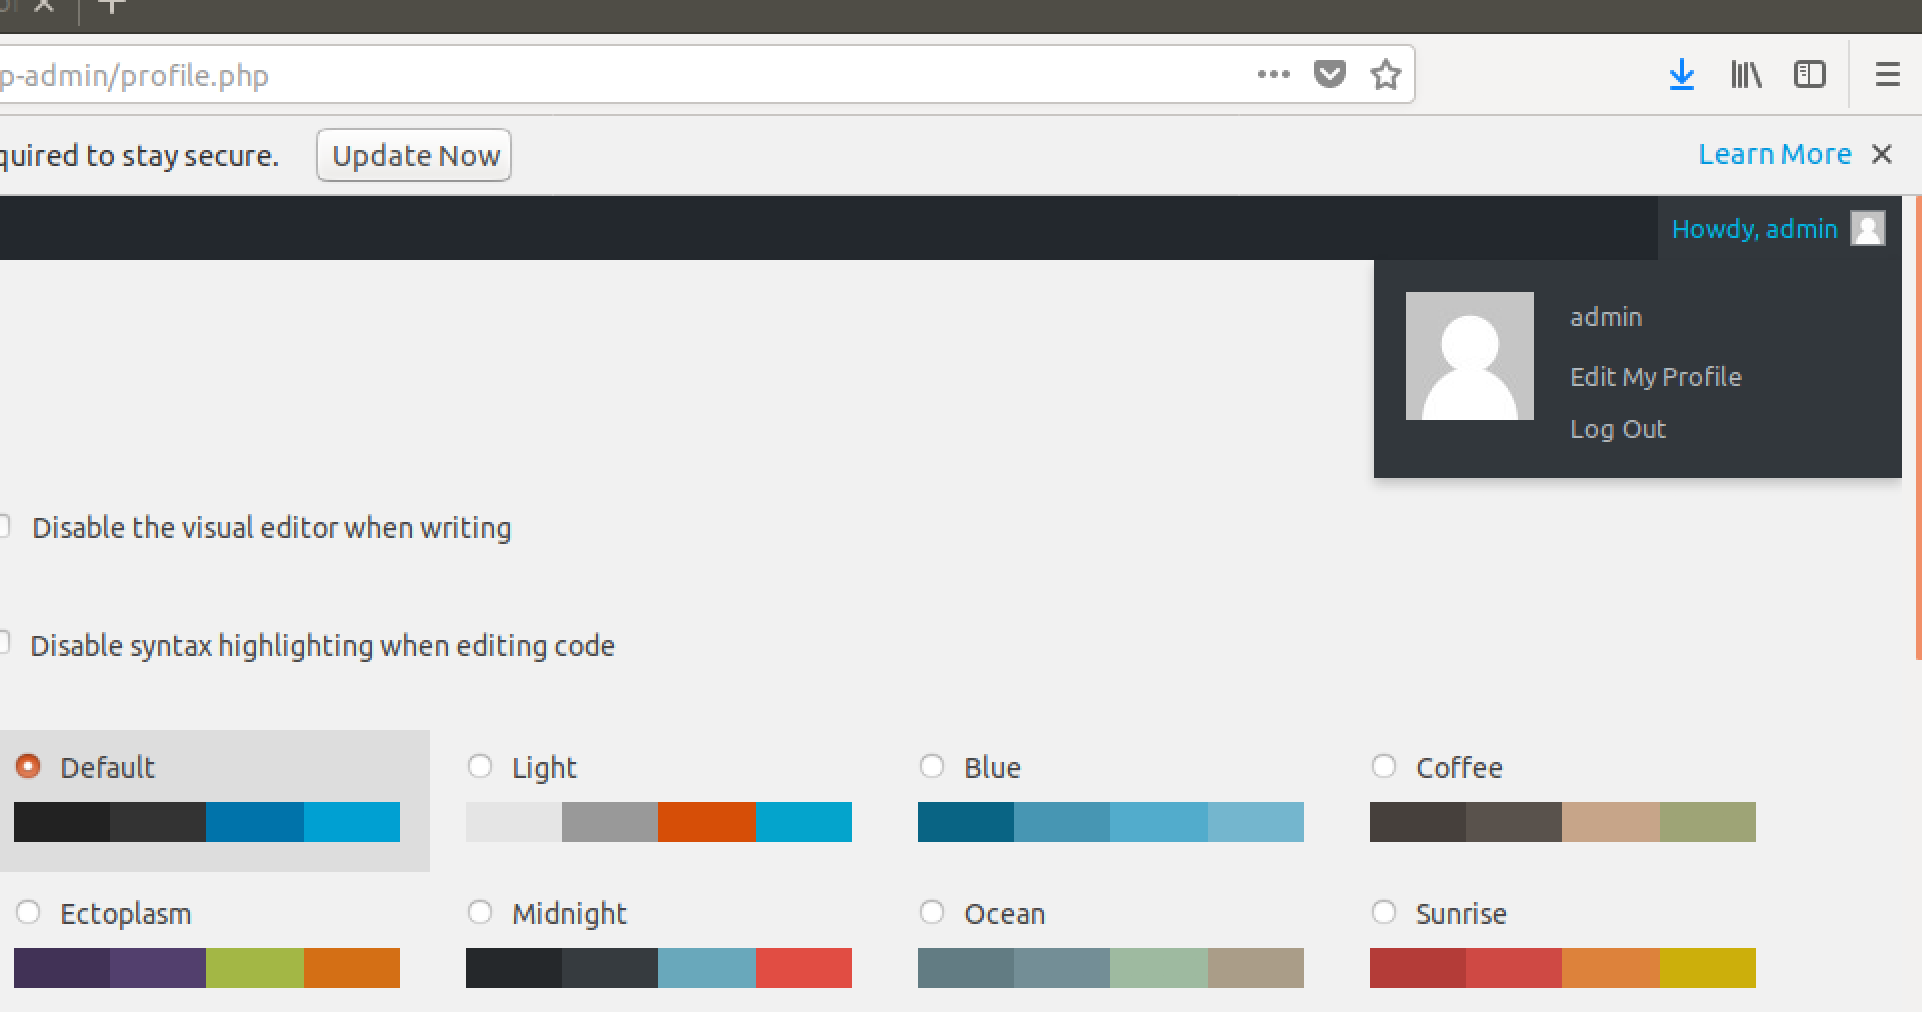 p-admin/profile.php
quired to stay secure. Update Now Learn More
Howdy, admin
admin
Edit My Profile
Log Out
Disable the visual editor when writing
Disable syntax highlighting when editing code
Default Light Blue Coffee
Ectoplasm Midnight Ocean Sunrise